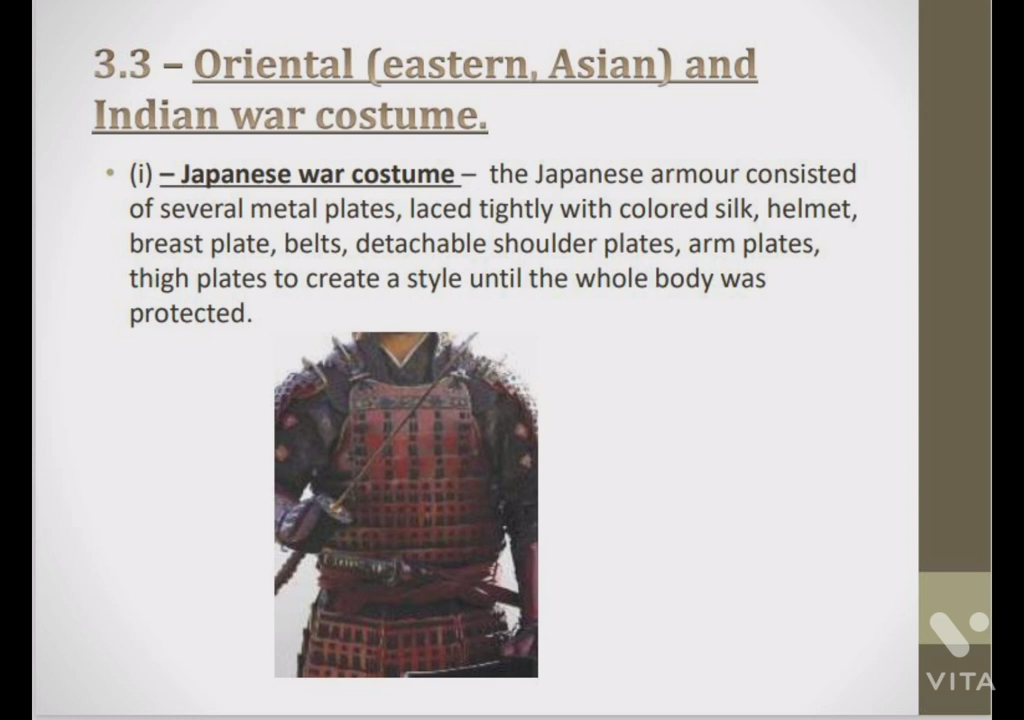 3.3 – Oriental (eastern, Asian) and
Indian war costume.
• (i) – Japanese war costume – the Japanese armour consisted
of several metal plates, laced tightly with colored silk, helmet,
breast plate, belts, detachable shoulder plates, arm plates,
thigh plates to create a style until the whole body was
protected.
VITA